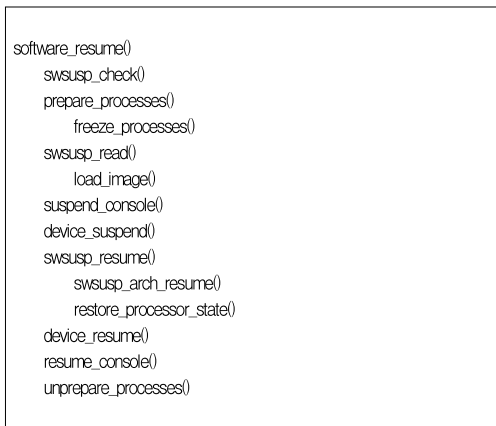 software_resume()
swsusp_check()
prepare_processes()
freeze_processes()
swsusp_read()
load_image()
suspend_console()
device_suspend()
swsusp_resume()
swsusp_arch_resume()
restore_processor_state()
device_resume()
resume_console()
unprepare_processes()